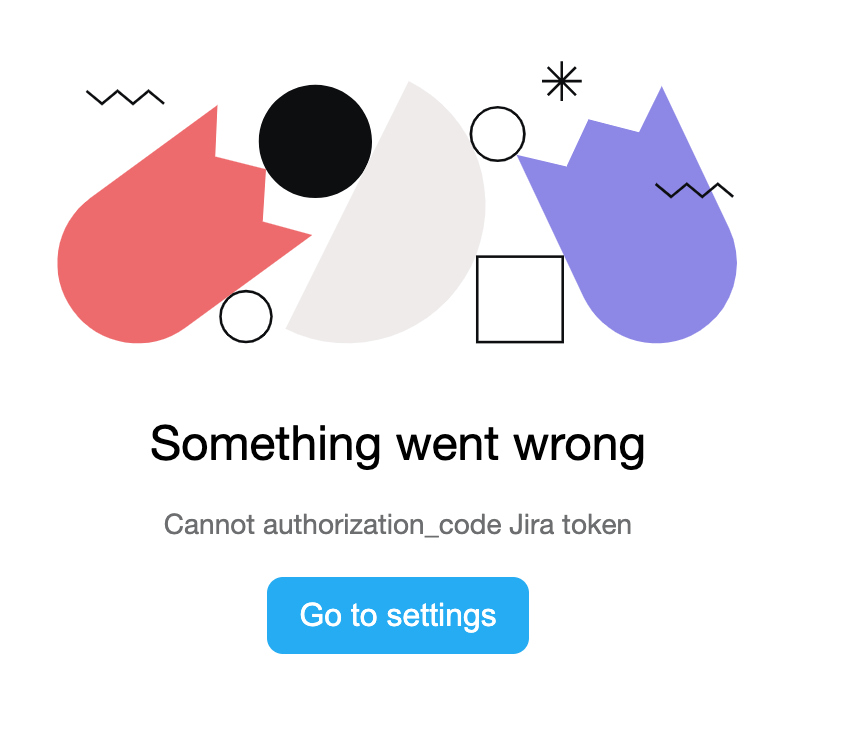 Something went wrong
Cannot authorization_code Jira token
Go to settings